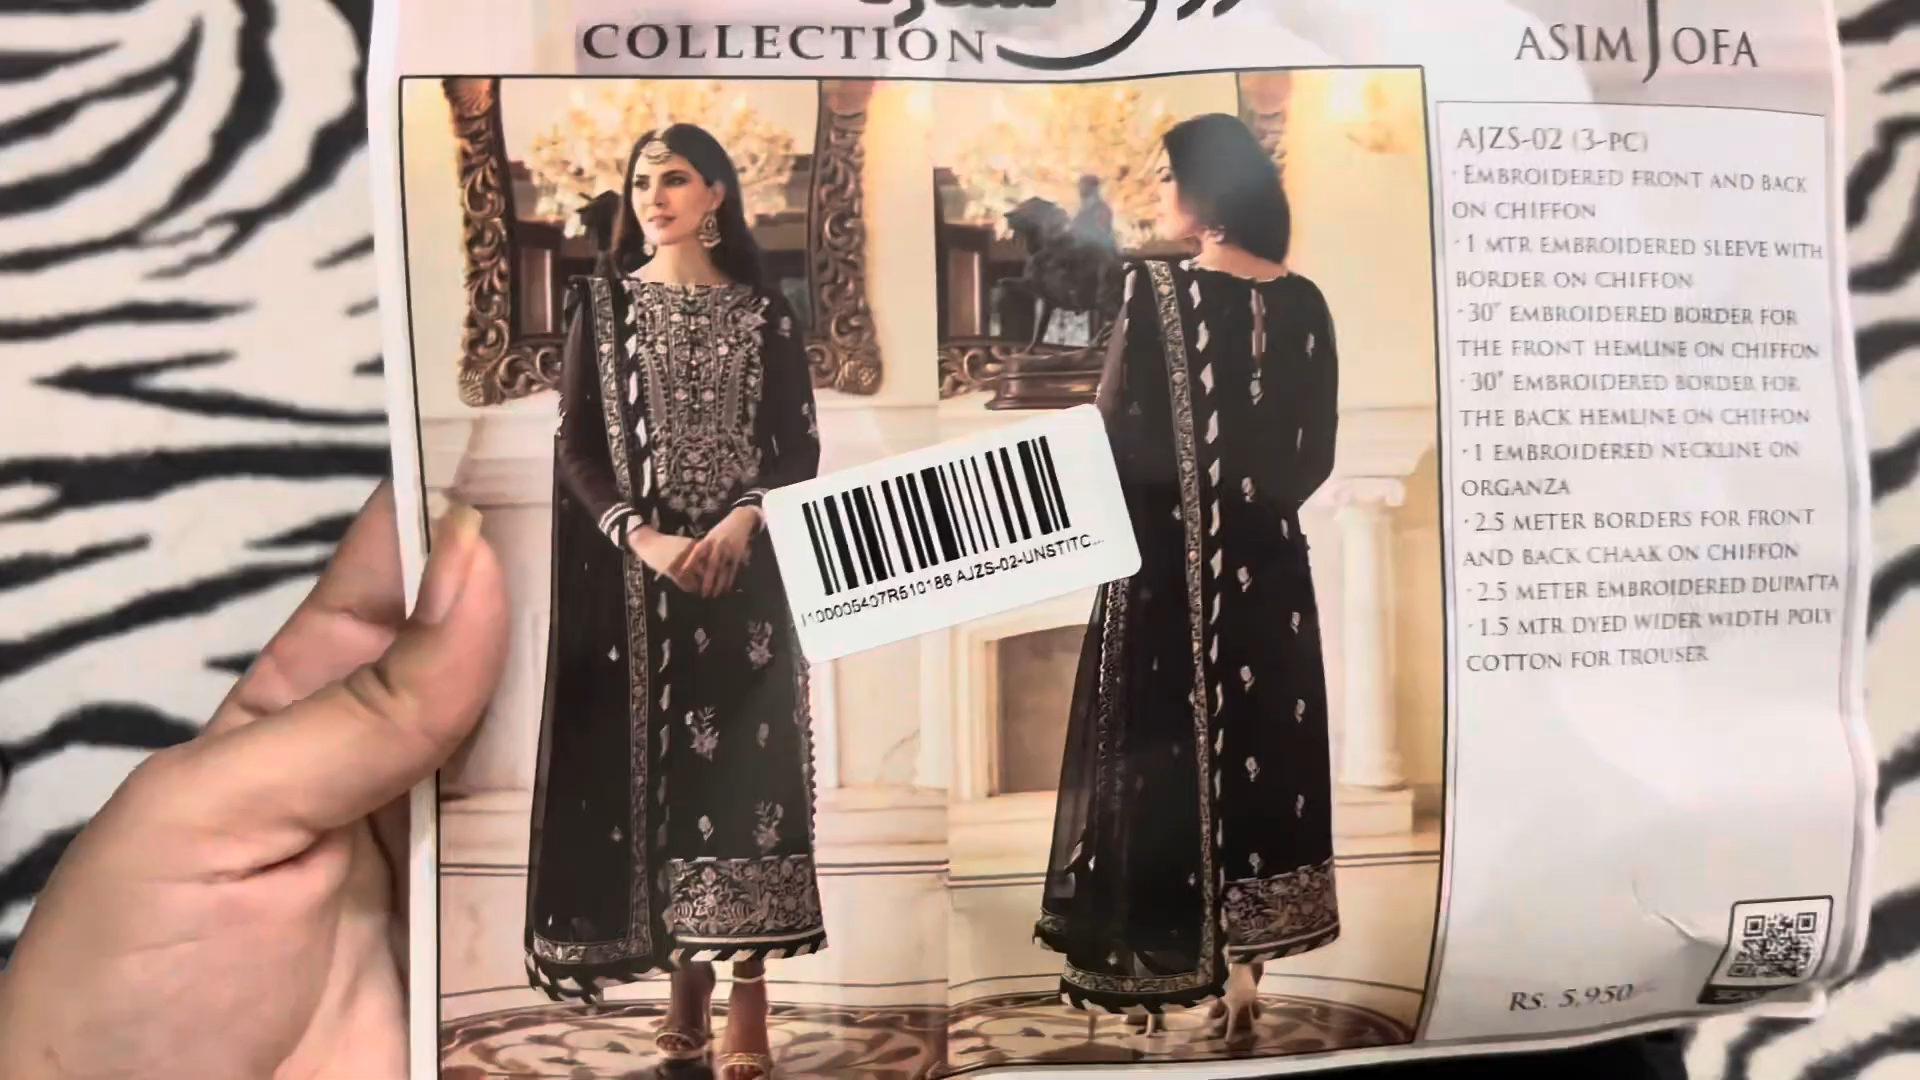 COLLECTION
ASIM JOFA
AJZS-02 (3-PC)
· EMBROIDERED FRONT AND BACK
ON CHIFFON
· 1 MTR EMBROIDERED SLEEVE WITH
BORDER ON CHIFFON
· 30" EMBROIDERED BORDER FOR
THE FRONT HEMLINE ON CHIFFON
· 30" EMBROIDERED BORDER FOR
THE BACK HEMLINE ON CHIFFON
· 1 EMBROIDERED NECKLINE ON
ORGANZA
· 2.5 METER BORDERS FOR FRONT
AND BACK CHAAK ON CHIFFON
· 2.5 METER EMBROIDERED DUPATTA
· 1.5 MTR DYED WIDER WIDTH POLY
COTTON FOR TROUSER
AJZS-02-UNSTITC...
RS. 5,950